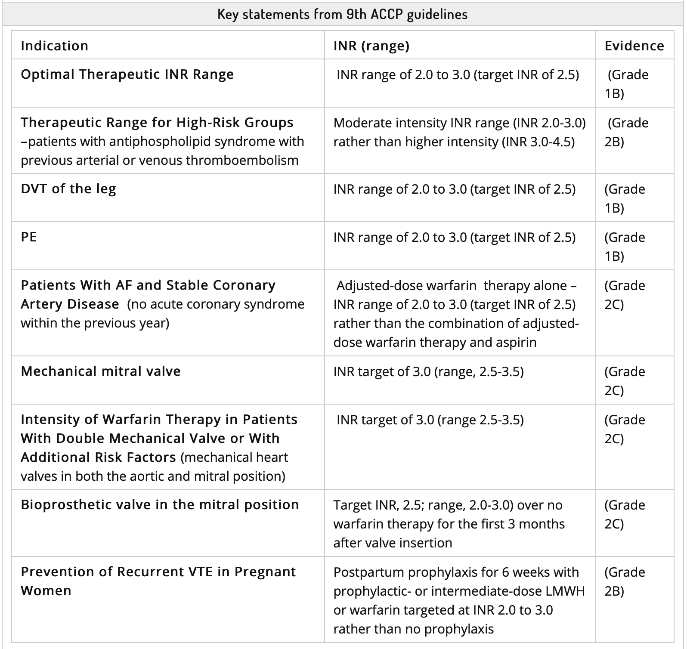 Key statements from 9th ACCP guidelines
Indication INR (range) Evidence
Optimal Therapeutic INR Range INR range of 2.0 to 3.0 (target INR of 2.5) (Grade
1B)
Therapeutic Range for High-Risk Groups
–patients with antiphospholipid syndrome with
previous arterial or venous thromboembolism
Moderate intensity INR range (INR 2.0-3.0)
rather than higher intensity (INR 3.0-4.5)
(Grade
2B)
DVT of the leg INR range of 2.0 to 3.0 (target INR of 2.5) (Grade
1B)
PE INR range of 2.0 to 3.0 (target INR of 2.5) (Grade
1B)
Patients With AF and Stable Coronary
Artery Disease (no acute coronary syndrome
within the previous year)
Adjusted-dose warfarin therapy alone –
INR range of 2.0 to 3.0 (target INR of 2.5)
rather than the combination of adjusted-
dose warfarin therapy and aspirin
(Grade
2C)
Mechanical mitral valve INR target of 3.0 (range, 2.5-3.5) (Grade
2C)
Intensity of Warfarin Therapy in Patients
With Double Mechanical Valve or With
Additional Risk Factors (mechanical heart
valves in both the aortic and mitral position)
INR target of 3.0 (range 2.5-3.5)
(Grade
2C)
Bioprosthetic valve in the mitral position
Target INR, 2.5; range, 2.0-3.0) over no
warfarin therapy for the first 3 months
after valve insertion
(Grade
2C)
Prevention of Recurrent VTE in Pregnant
Women
Postpartum prophylaxis for 6 weeks with
prophylactic- or intermediate-dose LMWH
or warfarin targeted at INR 2.0 to 3.0
rather than no prophylaxis
(Grade
2B)